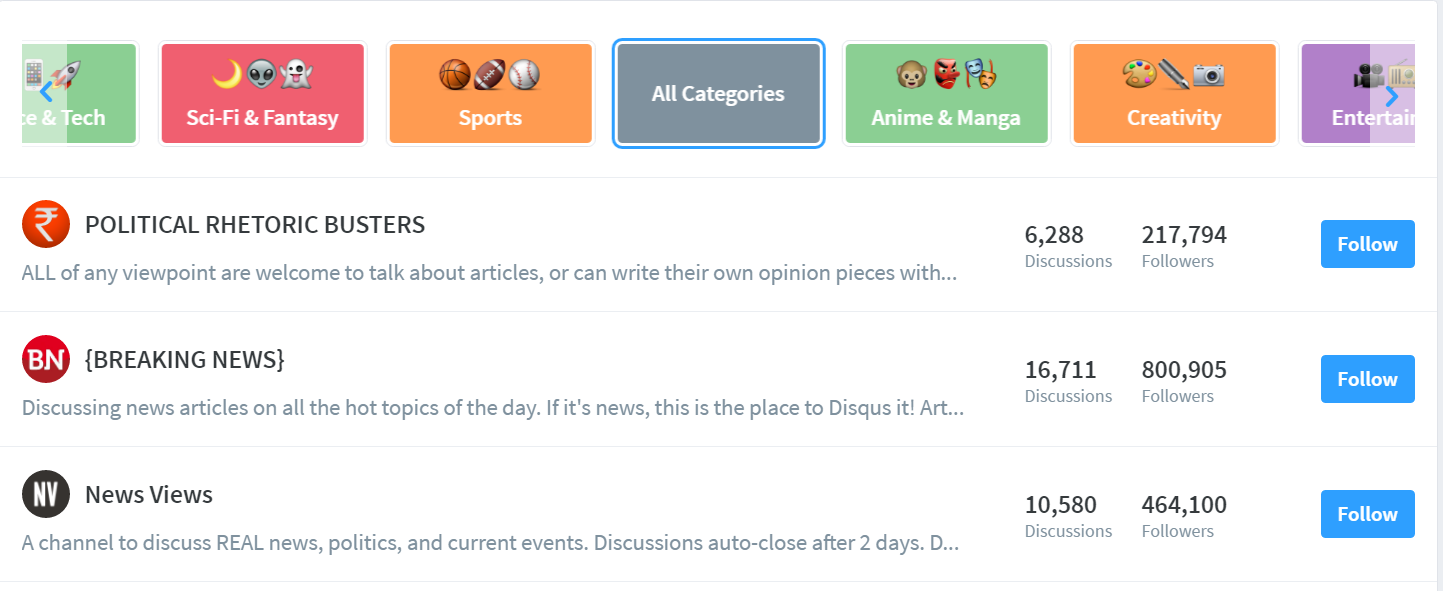 ce & Tech
Sci-Fi & Fantasy
Sports
All Categories
Anime & Manga
Creativity
Entertain
₹ POLITICAL RHETORIC BUSTERS
ALL of any viewpoint are welcome to talk about articles, or can write their own opinion pieces with...
6,288 217,794
Discussions Followers
Follow
BN {BREAKING NEWS}
Discussing news articles on all the hot topics of the day. If it's news, this is the place to Disqus it! Art...
16,711 800,905
Discussions Followers
Follow
NV News Views
A channel to discuss REAL news, politics, and current events. Discussions auto-close after 2 days. D...
10,580 464,100
Discussions Followers
Follow